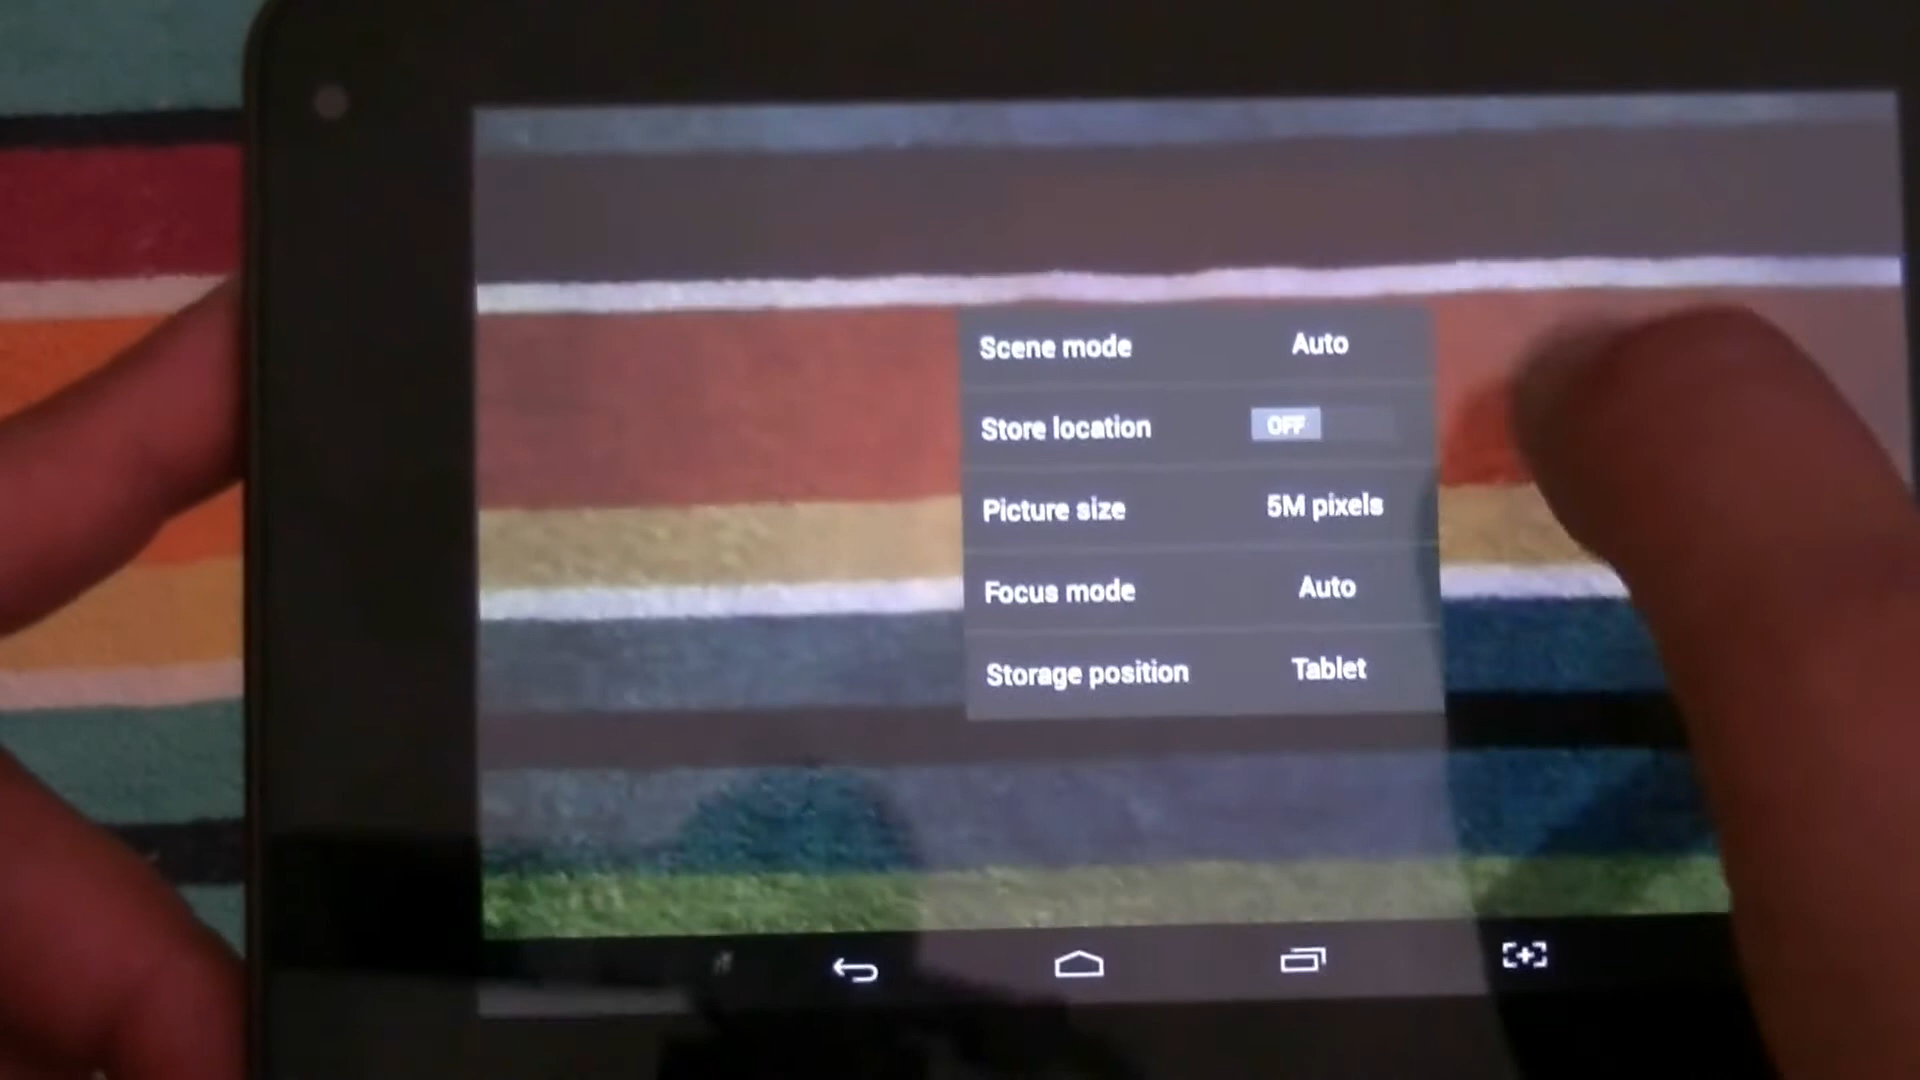 Scene mode Auto
Store location OFF
Picture size 5M pixels
Focus mode Auto
Storage position Tablet